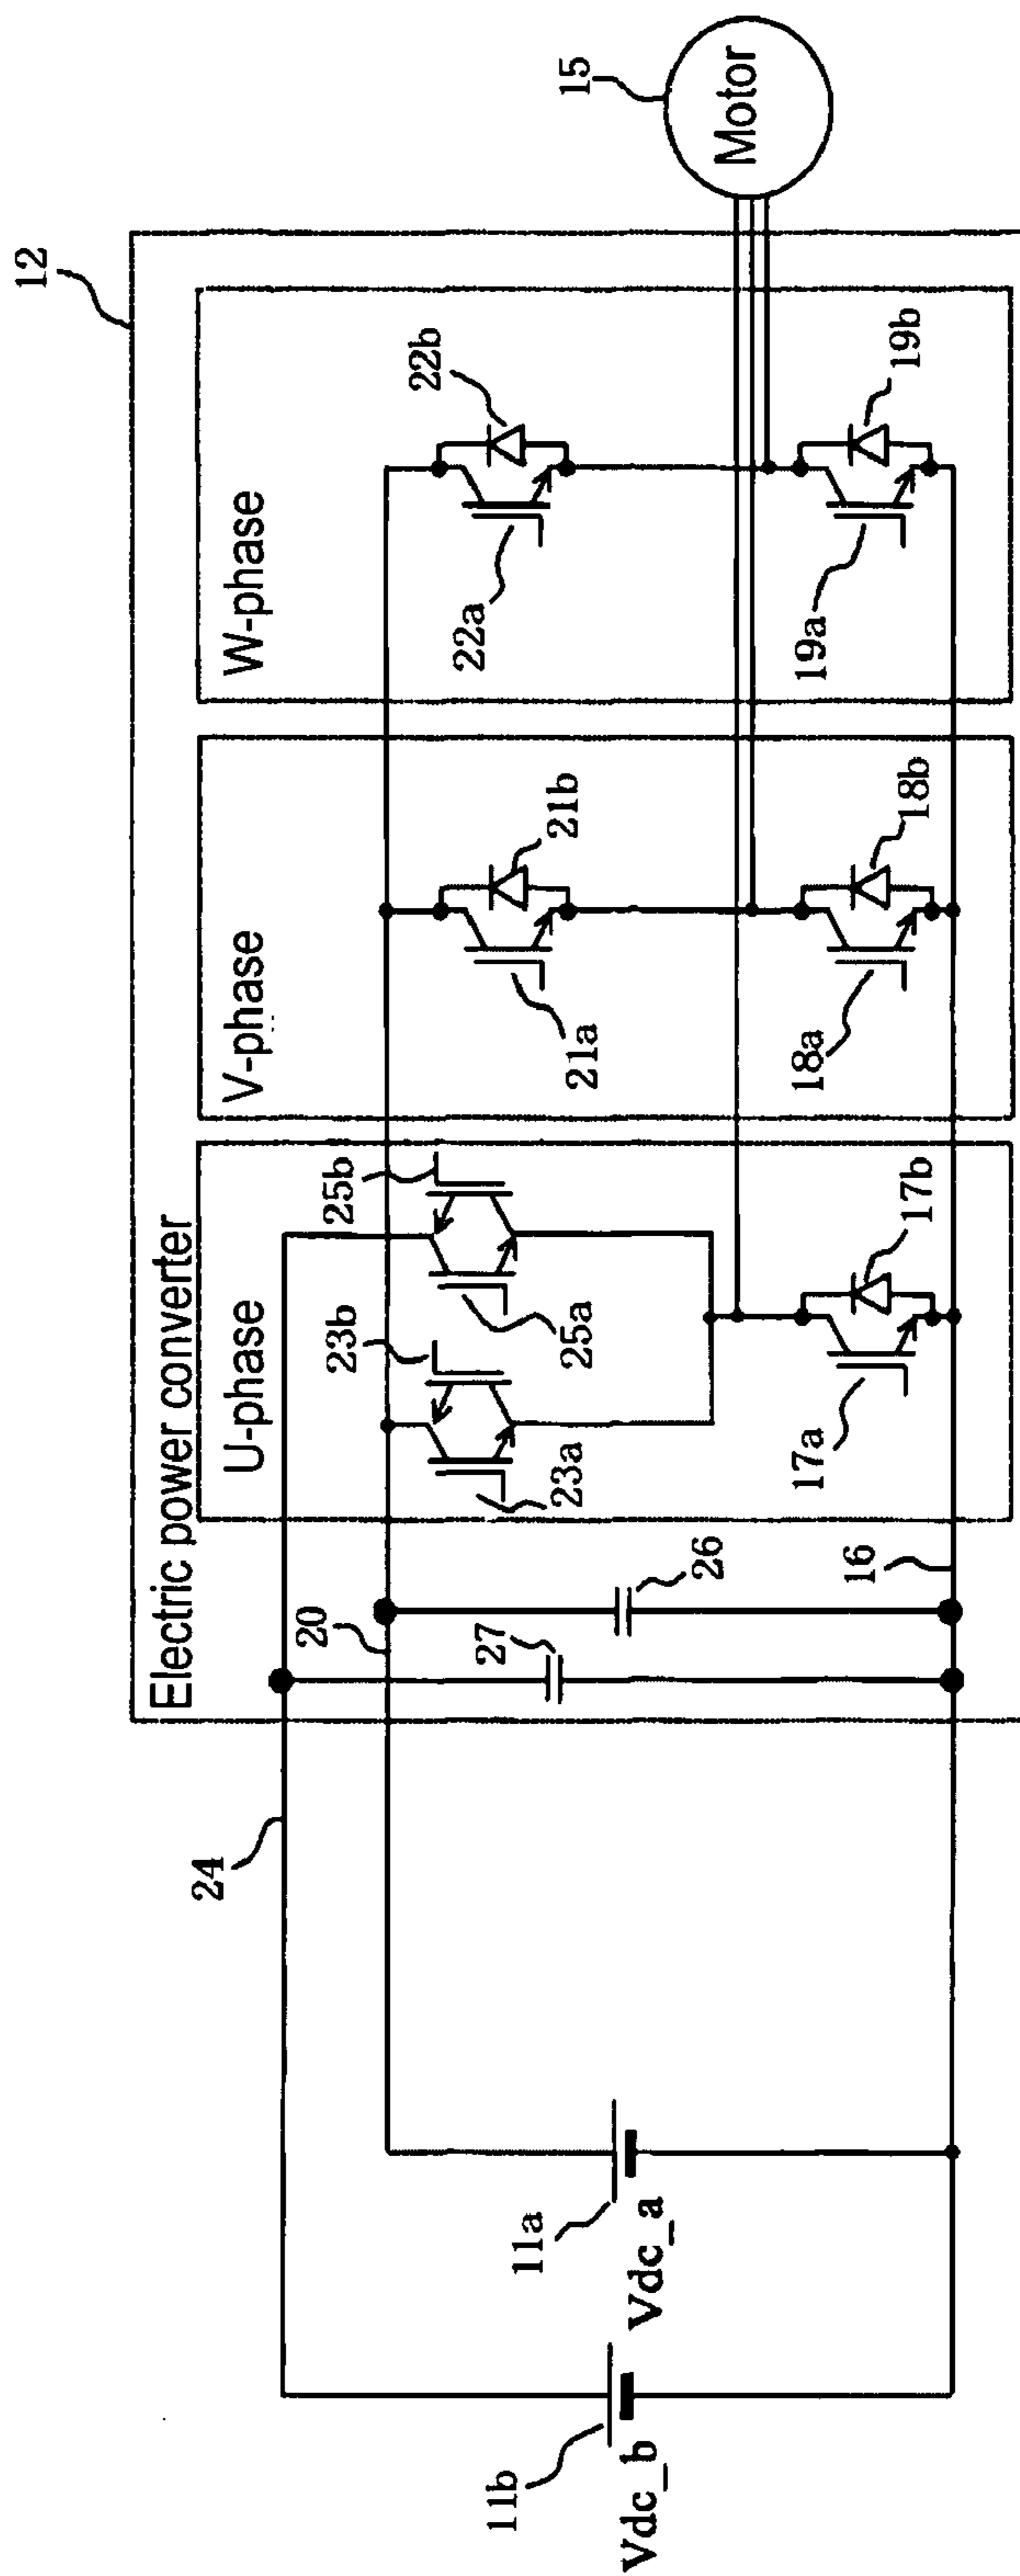 12
Electric power converter
U-phase
V-phase
W-phase
15
Motor
24
20
27
26
16
23b
25b
23a
25a
17b
17a
21b
21a
18b
18a
22b
22a
19b
19a
11a
Vdc_a
11b
Vdc_b